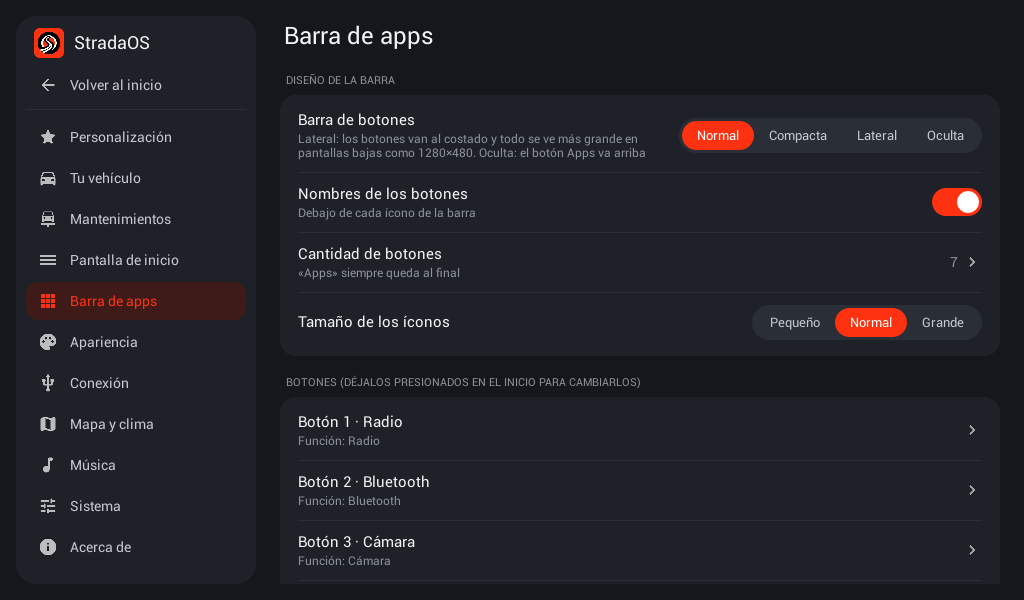 StradaOS
Volver al inicio
Personalización
Tu vehículo
Mantenimientos
Pantalla de inicio
Barra de apps
Apariencia
Conexión
Mapa y clima
Música
Sistema
Acerca de
Barra de apps
DISEÑO DE LA BARRA
Barra de botones
Lateral: los botones van al costado y todo se ve más grande en
pantallas bajas como 1280×480. Oculta: el botón Apps va arriba
Normal Compacta Lateral Oculta
Nombres de los botones
Debajo de cada ícono de la barra
Cantidad de botones
«Apps» siempre queda al final
7
Tamaño de los íconos
Pequeño Normal Grande
BOTONES (DÉJALOS PRESIONADOS EN EL INICIO PARA CAMBIARLOS)
Botón 1 · Radio
Función: Radio
Botón 2 · Bluetooth
Función: Bluetooth
Botón 3 · Cámara
Función: Cámara